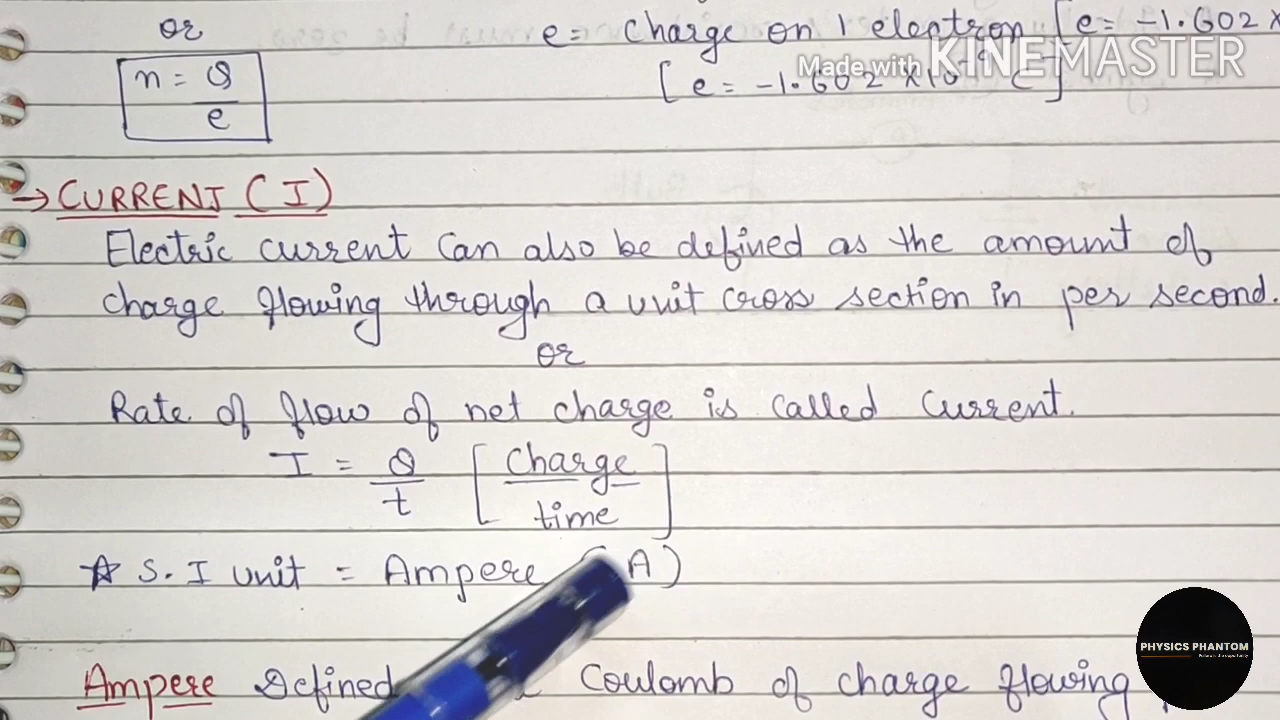 or
e = charge on 1 electron [e = -1.602 x
n = Q/e
[e = -1.602 x10⁻¹⁹ C]
Made with KINEMASTER
→ CURRENT (I)
Electric current can also be defined as the amount of
charge flowing through a unit cross section in per second.
or
Rate of flow of net charge is called current.
I = Q/t [charge/time]
☆ S.I unit = Ampere (A)
Ampere Defined Coulomb of charge flowing
PHYSICS PHANTOM